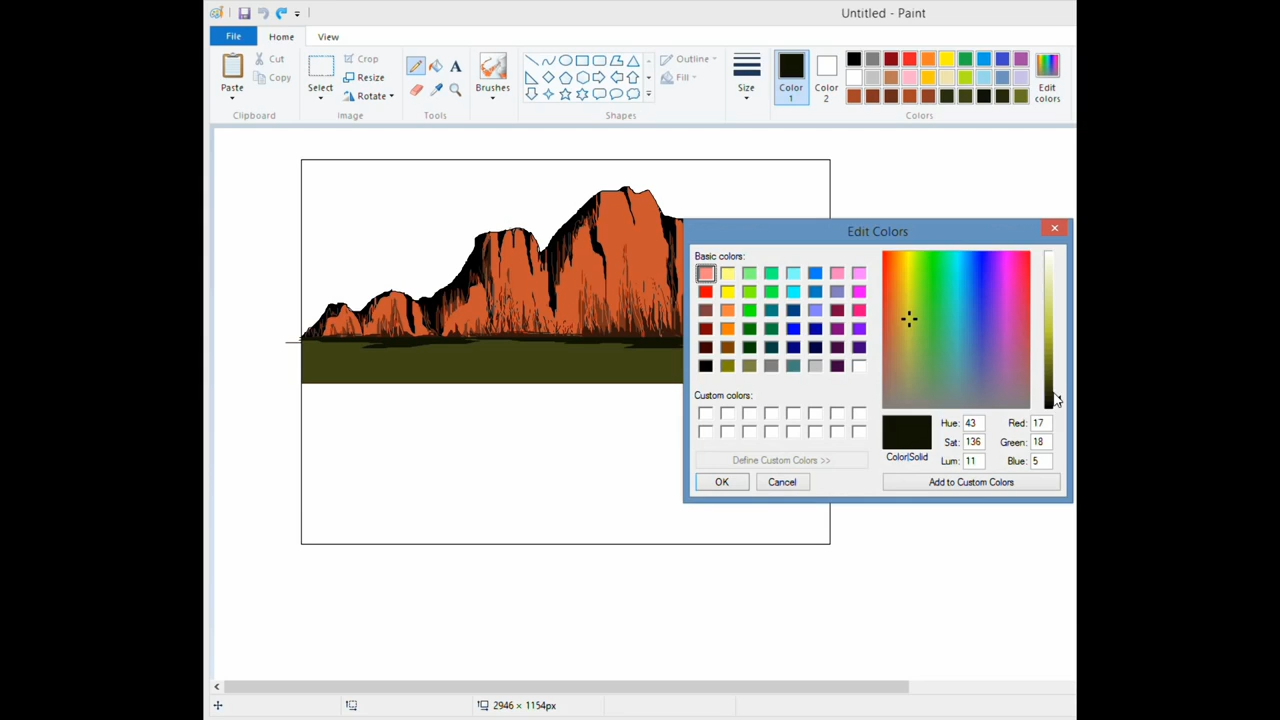 Untitled - Paint
File
Home
View
Paste
Cut
Copy
Clipboard
Select
Crop
Resize
Rotate
Image
A
Tools
Brushes
Shapes
Outline
Fill
Size
Color
1
Color
2
Edit
colors
Colors
Edit Colors
Basic colors:
Custom colors:
Define Custom Colors >>
OK
Cancel
Color|Solid
Hue: 43
Sat: 136
Lum: 11
Red: 17
Green: 18
Blue: 5
Add to Custom Colors
2946 × 1154px